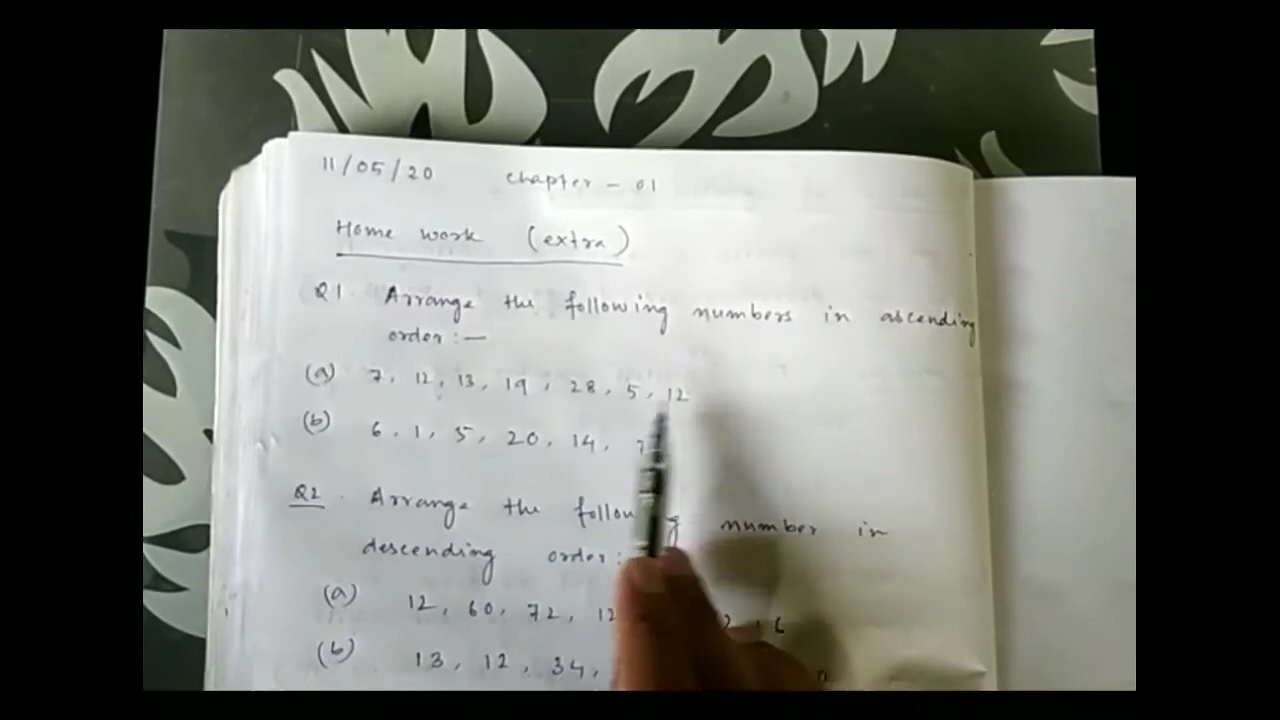 11/05/20 chapter - 01
Home work (extra)
Q1. Arrange the following numbers in ascending
order :—
(a) 7, 12, 13, 19, 28, 5, 12
(b) 6, 1, 5, 20, 14,
Q2. Arrange the number in
descending order:
(a) 12, 60, 72, 6
(b) 13, 12, 34,